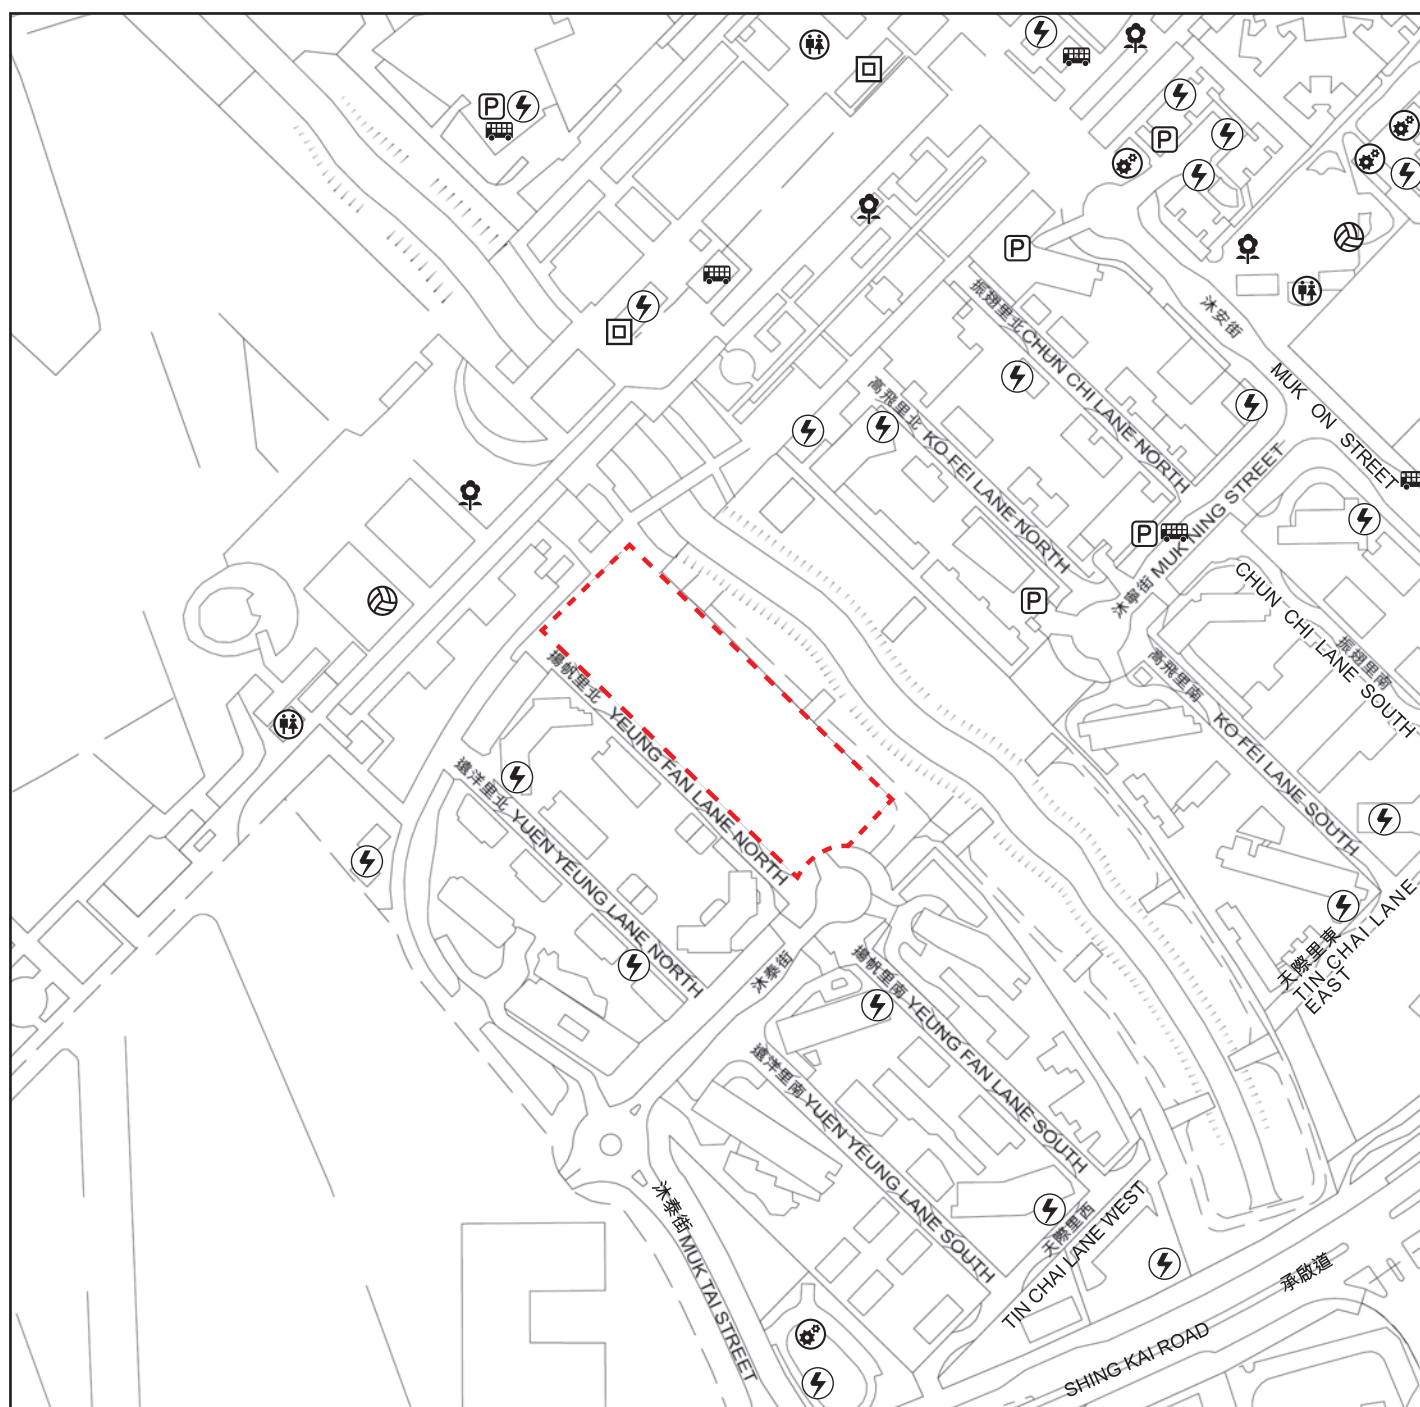 P
P
P
沐安街
振翅里北 CHUN CHI LANE NORTH
MUK ON STREET
高飛里北 KO FEI LANE NORTH
P
沐寧街 MUK NING STREET
P
CHUN CHI LANE SOUTH
振翅里南
高飛里南 KO FEI LANE SOUTH
揚帆里北 YEUNG FAN LANE NORTH
遠洋里北 YUEN YEUNG LANE NORTH
天際里東
TIN CHAI LANE
EAST
沐泰街
揚帆里南 YEUNG FAN LANE SOUTH
遠洋里南 YUEN YEUNG LANE SOUTH
沐泰街 MUK TAI STREET
天際里西
TIN CHAI LANE WEST
承啟道
SHING KAI ROAD